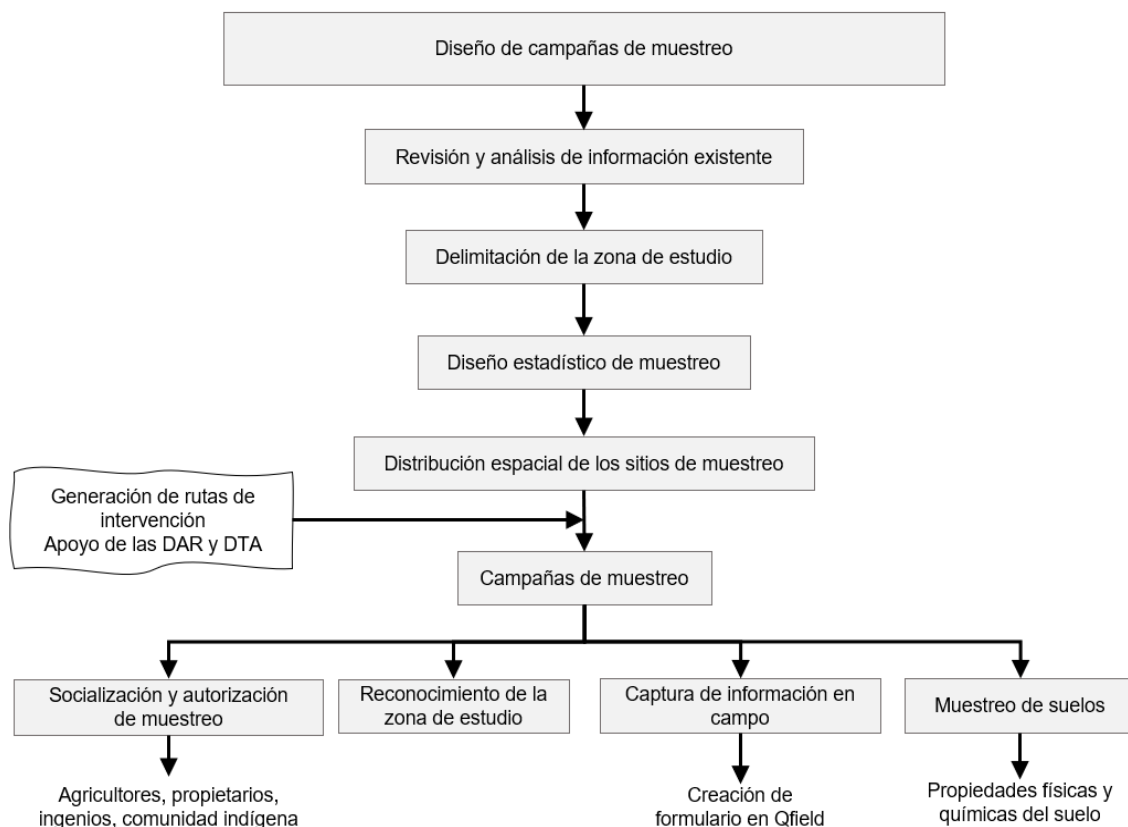 Diseño de campañas de muestreo
Revisión y análisis de información existente
Delimitación de la zona de estudio
Diseño estadístico de muestreo
Distribución espacial de los sitios de muestreo
Generación de rutas de
intervención
Apoyo de las DAR y DTA
Campañas de muestreo
Socialización y autorización
de muestreo
Reconocimiento de la
zona de estudio
Captura de información en
campo
Muestreo de suelos
Agricultores, propietarios,
ingenios, comunidad indígena
Creación de
formulario en Qfield
Propiedades físicas y
químicas del suelo